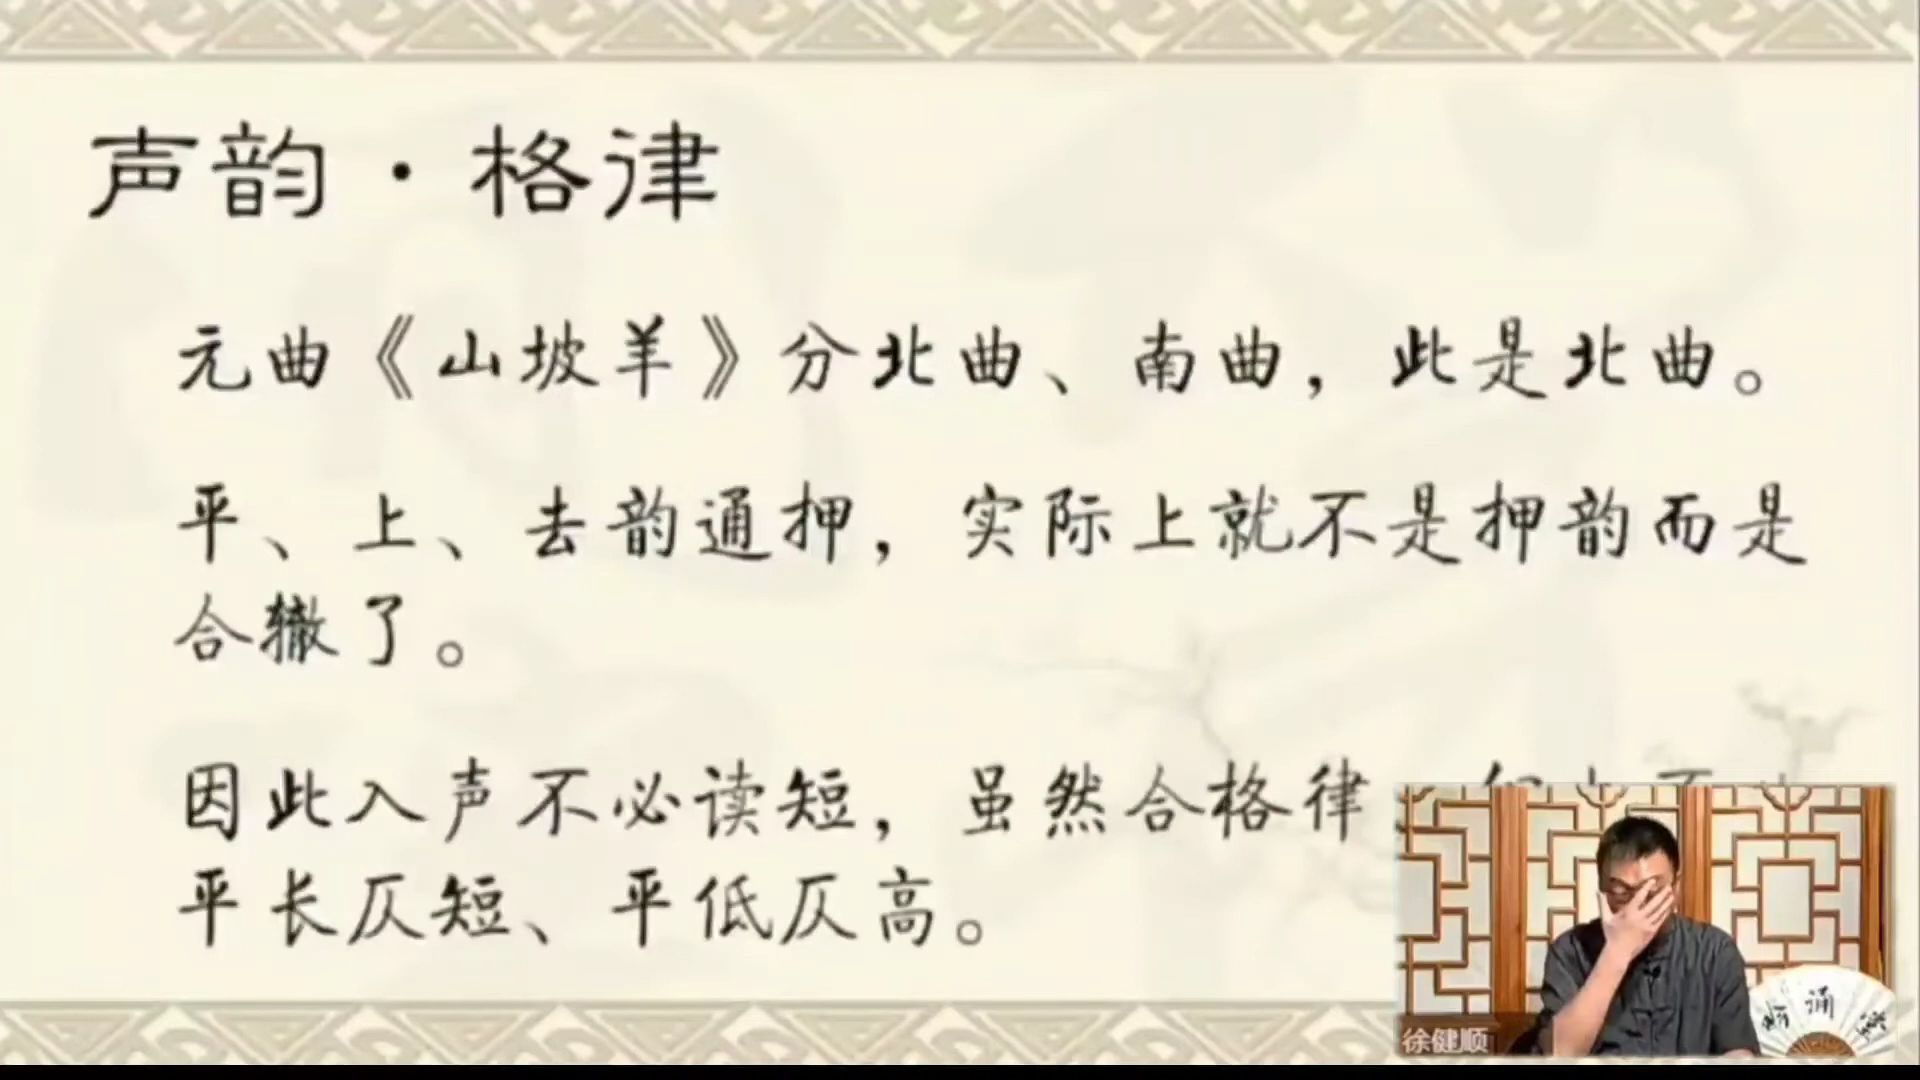 声韵·格律
元曲《山坡羊》分北曲、南曲，此是北曲。
平、上、去韵通押，实际上就不是押韵而是
合辙了。
因此入声不必读短，虽然合格律
平长仄短、平低仄高。
徐健顺
诵